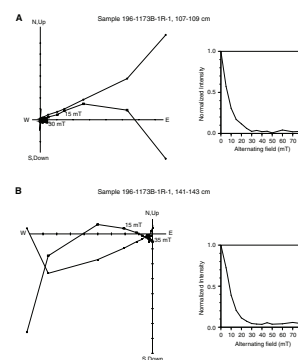 A
Sample 196-1173B-1R-1, 107-109 cm
N,Up
W
E
15 mT
30 mT
S,Down
Normalized Intensity
1.0
0.5
0.0
0 10 20 30 40 50 60 70
Alternating field (mT)
B
Sample 196-1173B-1R-1, 141-143 cm
N,Up
W
E
15 mT
35 mT
S,Down
Normalized Intensity
1.0
0.5
0.0
0 10 20 30 40 50 60 70
Alternating field (mT)